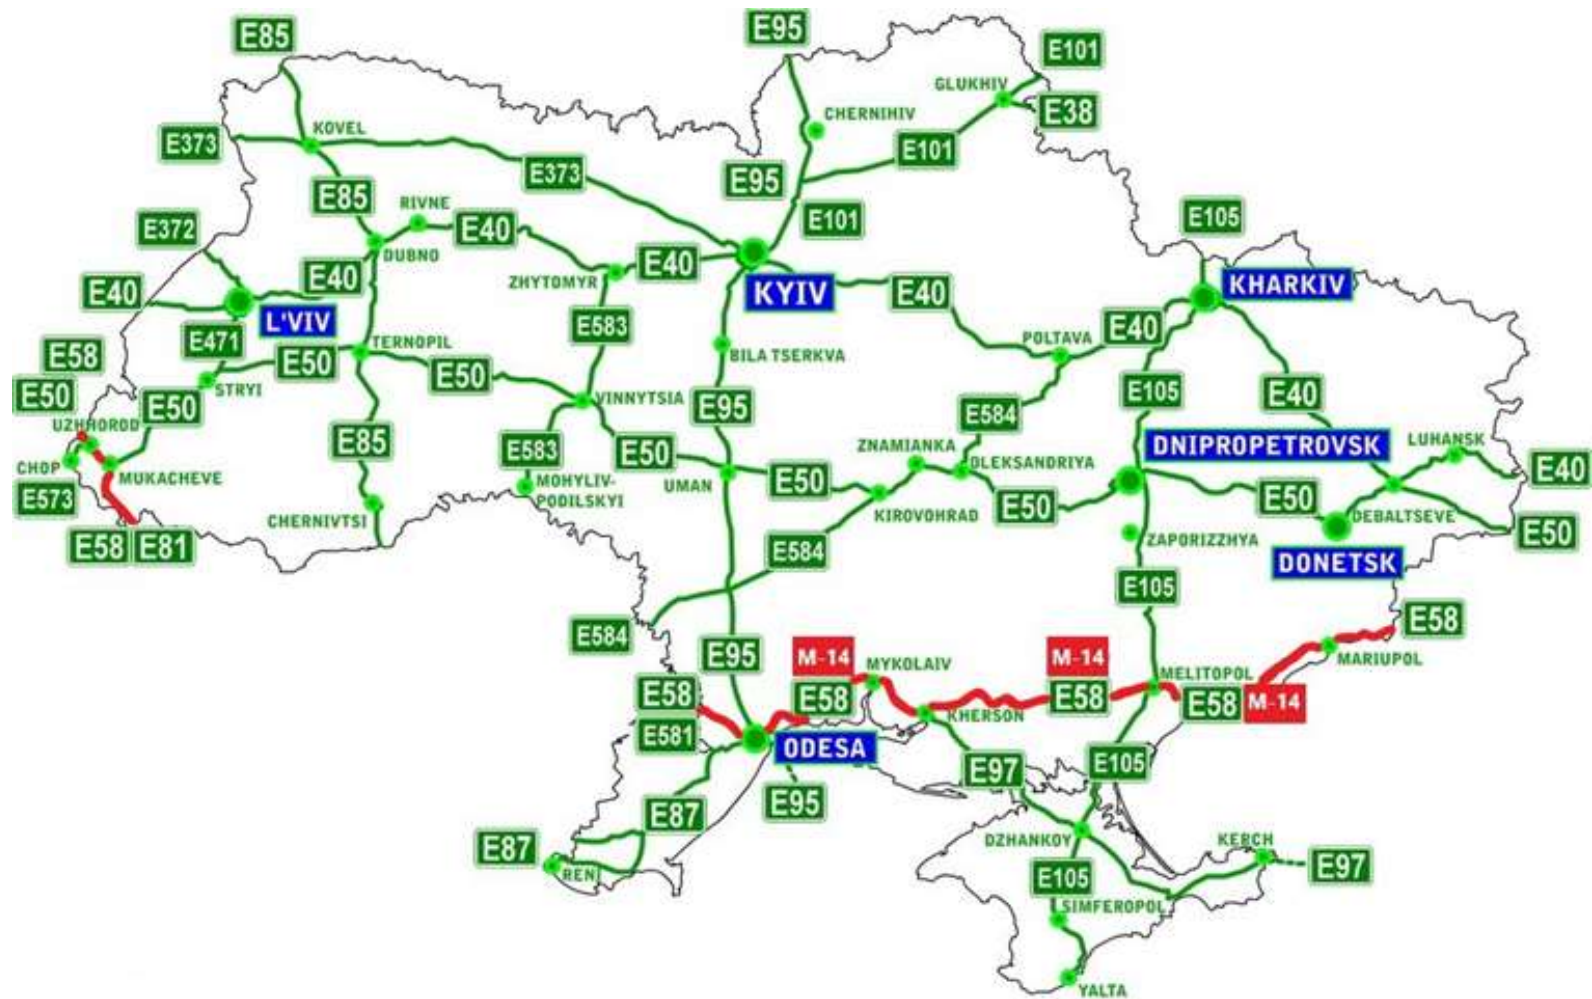 E85
E95
E101
GLUKHIV
E38
CHERNIHIV
KOVEL
E373
E101
E373
E95
E85
RIVNE
E101
E105
E372
E40
DUBNO
E40
E40
ZHYTOMYR
E40
KYIV
E40
KHARKIV
E40
L'VIV
E583
E40
E471
TERNOPIL
POLTAVA
E58
E50
BILA TSERKVA
E50
STRYI
E50
E105
E40
E50
VINNYTSIA
E95
E584
UZHHOROD
E85
E583
E50
ZNAMIANKA
DNIPROPETROVSK
LUHANSK
CHOP
MUKACHEVE
MOHYLIV-
PODILSKYI
UMAN
E50
OLEKSANDRIYA
E40
E573
E50
E50
CHERNIVTSI
KIROVOHRAD
DEBALTSEVE
E58
E81
E584
ZAPORIZZHYA
E50
DONETSK
E105
E584
E58
E95
M-14
MYKOLAIV
M-14
MARIUPOL
MELITOPOL
E58
E58
E58
E58
M-14
KHERSON
E581
ODESA
E97
E105
E95
E87
E87
RENI
DZHANKOY
KERCH
E97
E105
SIMFEROPOL
YALTA